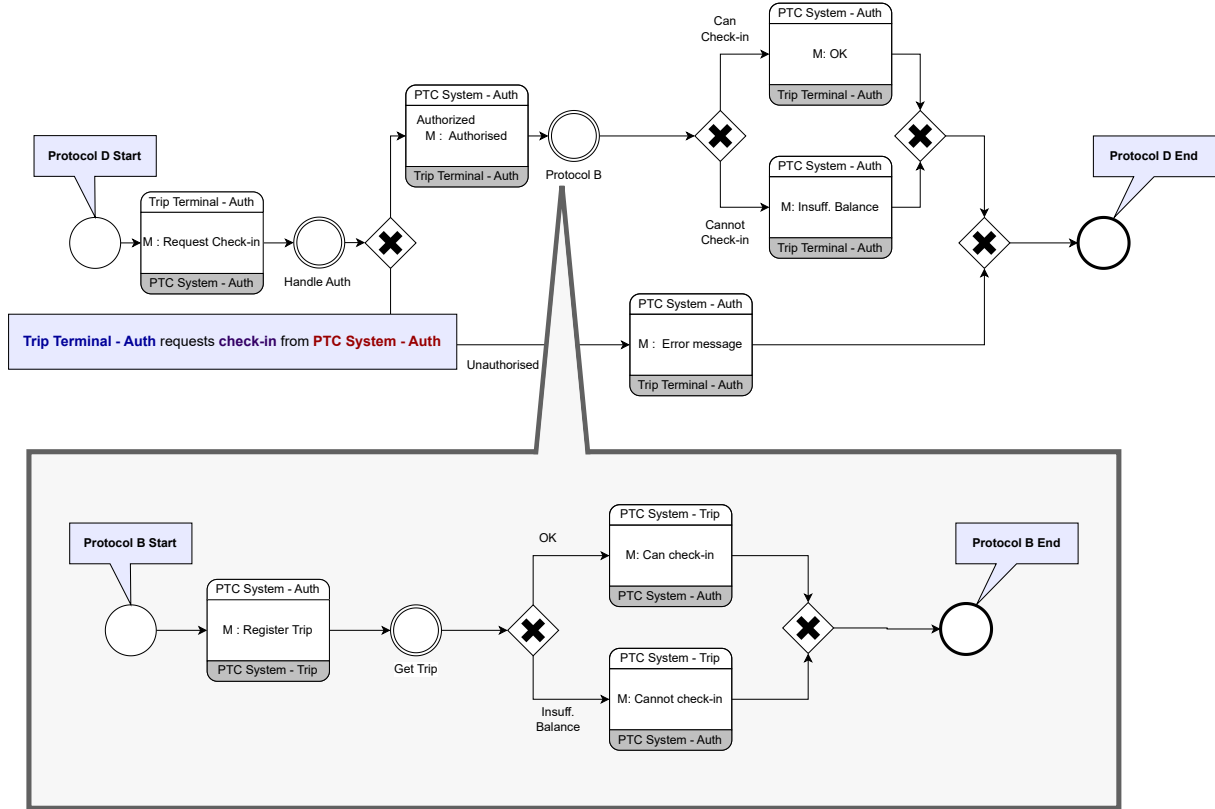 PTC System - Auth
M: OK
Trip Terminal - Auth
Can
Check-in
PTC System - Auth
Authorized
M :  Authorised
Trip Terminal - Auth
Protocol B
Protocol D Start
Protocol D End
PTC System - Auth
M: Insuff. Balance
Trip Terminal - Auth
Cannot
Check-in
Trip Terminal - Auth
M : Request Check-in
PTC System - Auth
Handle Auth
Trip Terminal - Auth requests check-in from PTC System - Auth
Unauthorised
PTC System - Auth
M :  Error message
Trip Terminal - Auth
Protocol B Start
PTC System - Auth
M : Register Trip
PTC System - Trip
Get Trip
OK
PTC System - Trip
M: Can check-in
PTC System - Auth
Insuff.
Balance
PTC System - Trip
M: Cannot check-in
PTC System - Auth
Protocol B End